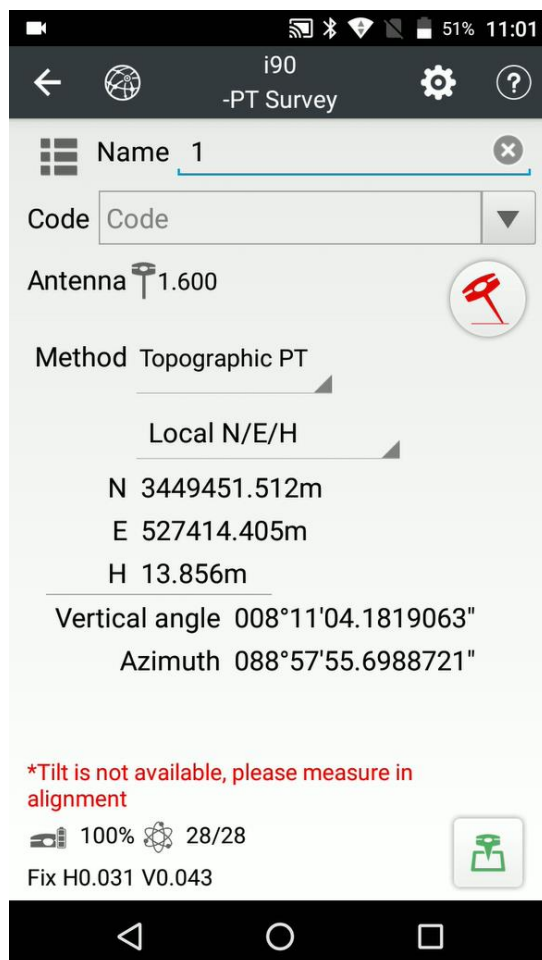 51% 11:01
i90
-PT Survey
?
Name 1
Code Code
Antenna 1.600
Method Topographic PT
Local N/E/H
N 3449451.512m
E 527414.405m
H 13.856m
Vertical angle 008°11'04.1819063"
Azimuth 088°57'55.6988721"
*Tilt is not available, please measure in
alignment
100% 28/28
Fix H0.031 V0.043